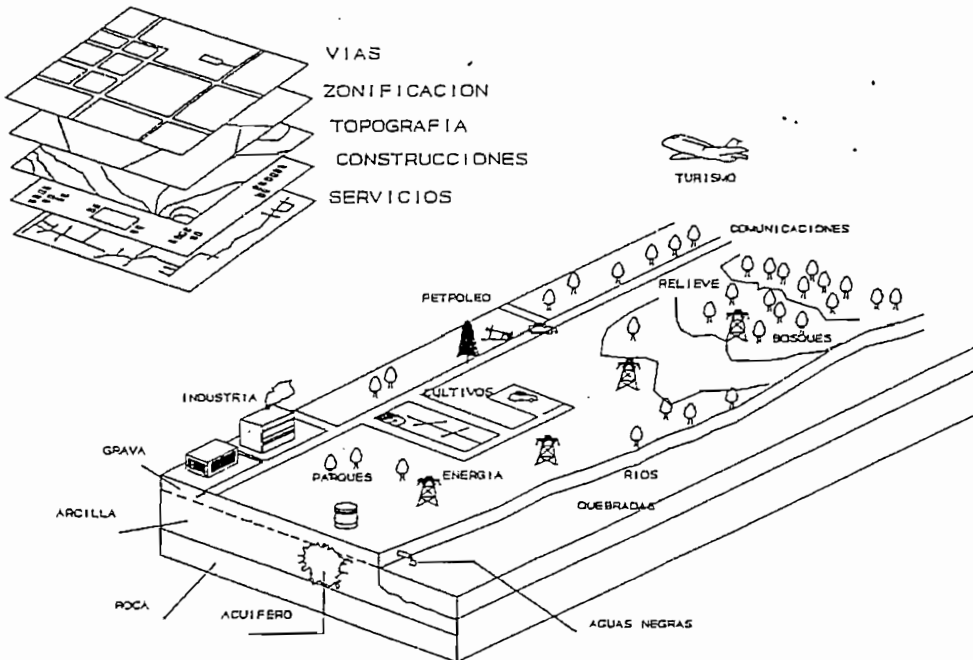 VIAS
ZONIFICACION
TOPOGRAFIA
CONSTRUCCIONES
SERVICIOS
TURISMO
COMUNICACIONES
RELIEVE
PETPOLEO
BOSQUES
INDUSTRIA
CULTIVOS
GRAVA
PARQUES
ENERGIA
RIOS
QUEBRADAS
ARCILLA
ROCA
ACUIFERO
AGUAS NEGRAS